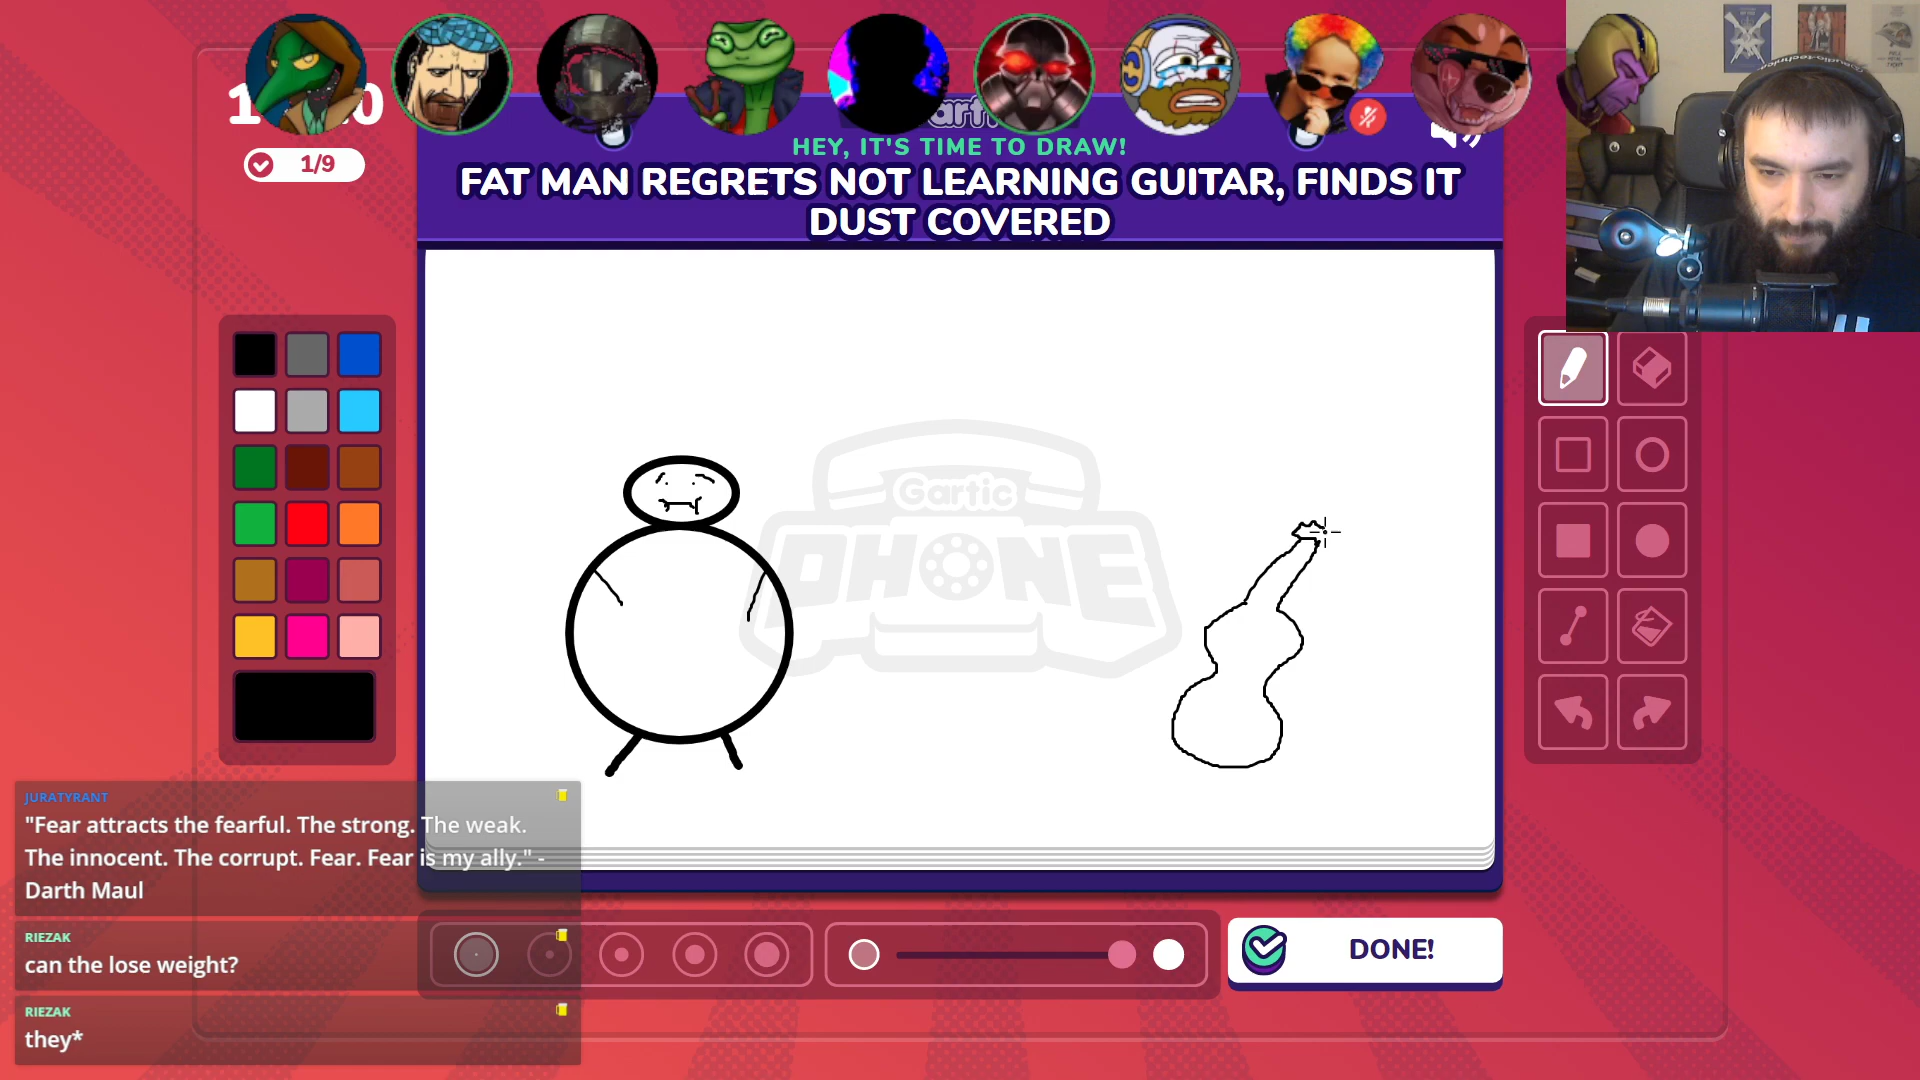 HEY, IT'S TIME TO DRAW!
FAT MAN REGRETS NOT LEARNING GUITAR, FINDS IT
DUST COVERED
1/9
Gartic
PHONE
JURATYRANT
"Fear attracts the fearful. The strong. The weak.
The innocent. The corrupt. Fear. Fear is my ally." -
Darth Maul
RIEZAK
can the lose weight?
RIEZAK
they*
DONE!